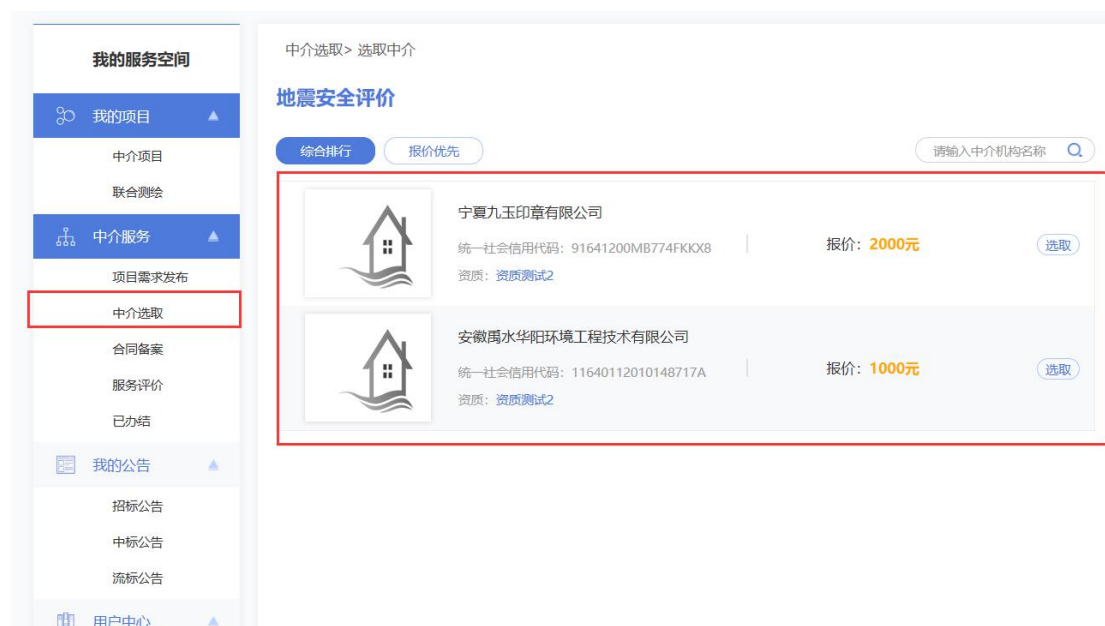 我的服务空间
我的项目
中介项目
联合测绘
中介服务
项目需求发布
中介选取
合同备案
服务评价
已办结
我的公告
招标公告
中标公告
流标公告
用户中心
中介选取> 选取中介
地震安全评价
综合排行 报价优先 请输入中介机构名称
宁夏九玉印章有限公司
统一社会信用代码：91641200MB774FKKX8 报价：2000元 选取
资质：资质测试2
安徽禹水华阳环境工程技术有限公司
统一社会信用代码：11640112010148717A 报价：1000元 选取
资质：资质测试2